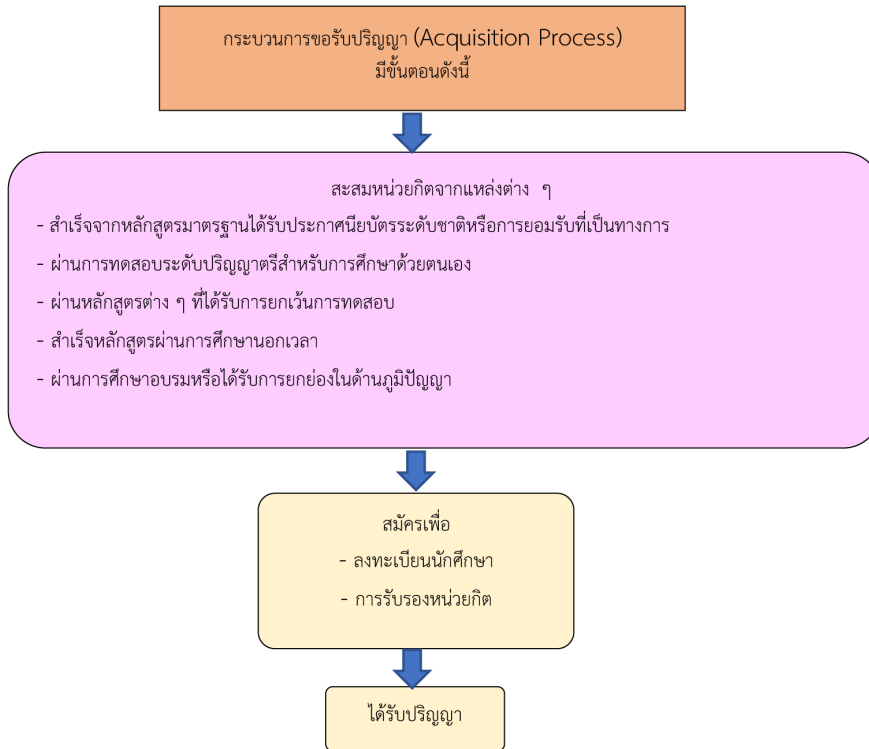 กระบวนการขอรับปริญญา (Acquisition Process)
มีขั้นตอนดังนี้
สะสมหน่วยกิตจากแหล่งต่าง ๆ
- สำเร็จจากหลักสูตรมาตรฐานได้รับประกาศนียบัตรระดับชาติหรือการยอมรับที่เป็นทางการ
- ผ่านการทดสอบระดับปริญญาตรีสำหรับการศึกษาด้วยตนเอง
- ผ่านหลักสูตรต่าง ๆ ที่ได้รับการยกเว้นการทดสอบ
- สำเร็จหลักสูตรผ่านการศึกษานอกเวลา
- ผ่านการศึกษาอบรมหรือได้รับการยกย่องในด้านภูมิปัญญา
สมัครเพื่อ
- ลงทะเบียนนักศึกษา
- การรับรองหน่วยกิต
ได้รับปริญญา